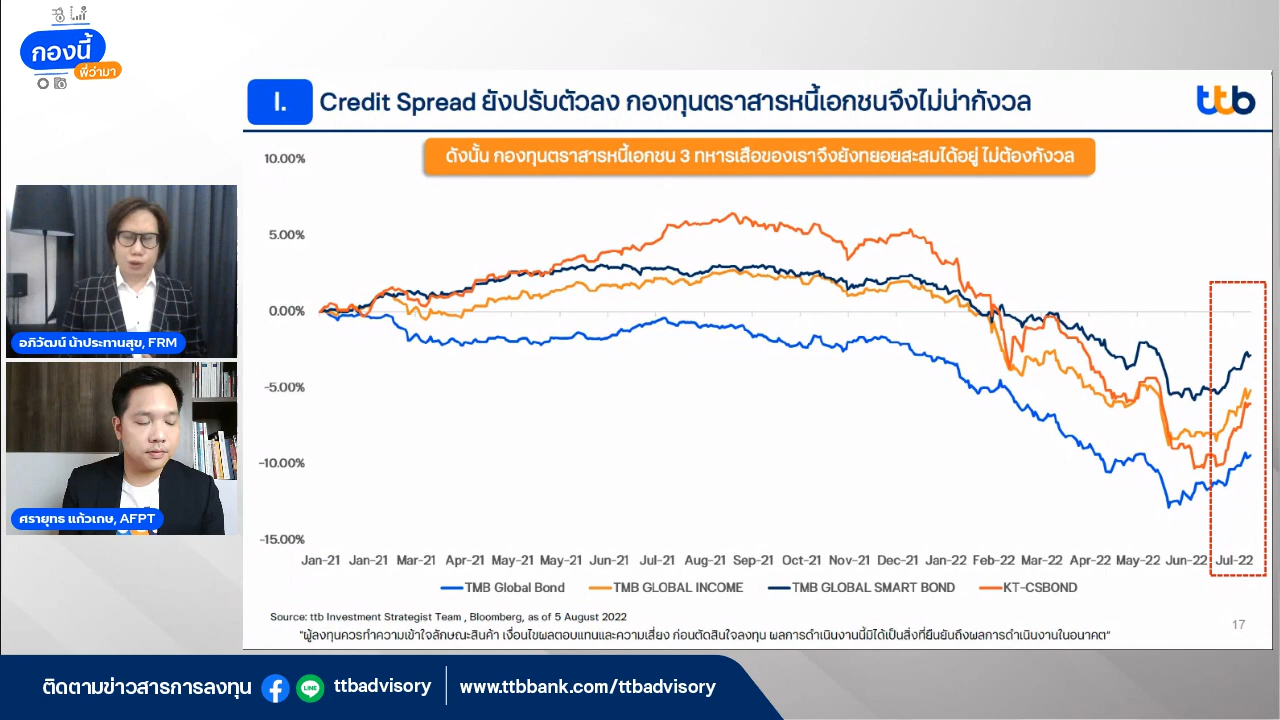 กองนี้
พี่ว่ามา
I. Credit Spread ยังปรับตัวลง กองทุนตราสารหนี้เอกชนจึงไม่น่ากังวล
ttb
ดังนั้น กองทุนตราสารหนี้เอกชน 3 ทหารเสือของเราจึงยังทยอยสะสมได้อยู่ ไม่ต้องกังวล
10.00%
5.00%
0.00%
-5.00%
-10.00%
-15.00%
Jan-21 Jan-21 Mar-21 Apr-21 May-21 May-21 Jun-21 Jul-21 Aug-21 Sep-21 Oct-21 Nov-21 Dec-21 Jan-22 Feb-22 Mar-22 Apr-22 May-22 Jun-22 Jul-22
TMB Global Bond TMB GLOBAL INCOME TMB GLOBAL SMART BOND KT-CSBOND
Source: ttb Investment Strategist Team , Bloomberg, as of 5 August 2022
"ผู้ลงทุนควรทำความเข้าใจลักษณะสินค้า เงื่อนไขผลตอบแทนและความเสี่ยง ก่อนตัดสินใจลงทุน ผลการดำเนินงานนี้มิได้เป็นสิ่งที่ยืนยันถึงผลการดำเนินงานในอนาคต"
17
อภิวัฒน์ น้าประทานสุข, FRM
ศรายุทธ แก้วเกษ, AFPT
ติดตามข่าวสารการลงทุน LINE ttbadvisory www.ttbbank.com/ttbadvisory